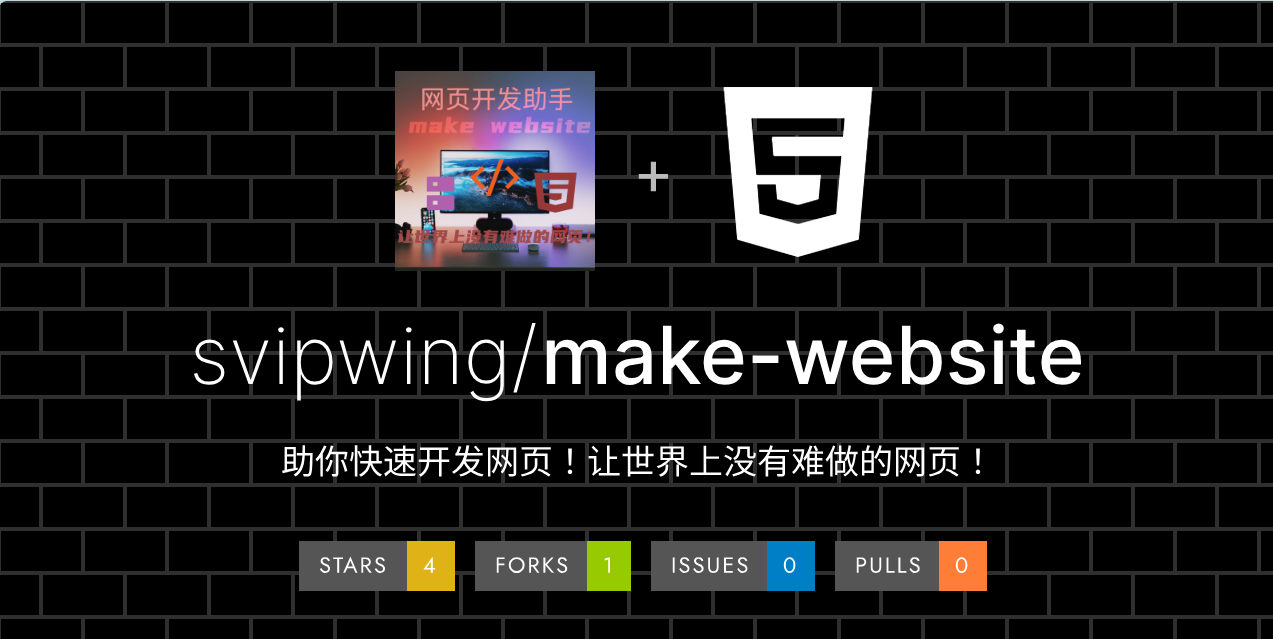 网页开发助手
make website
</>
5
让世界上没有难做的网页!
+
5
svipwing/make-website
助你快速开发网页！让世界上没有难做的网页！
STARS 4 FORKS 1 ISSUES 0 PULLS 0